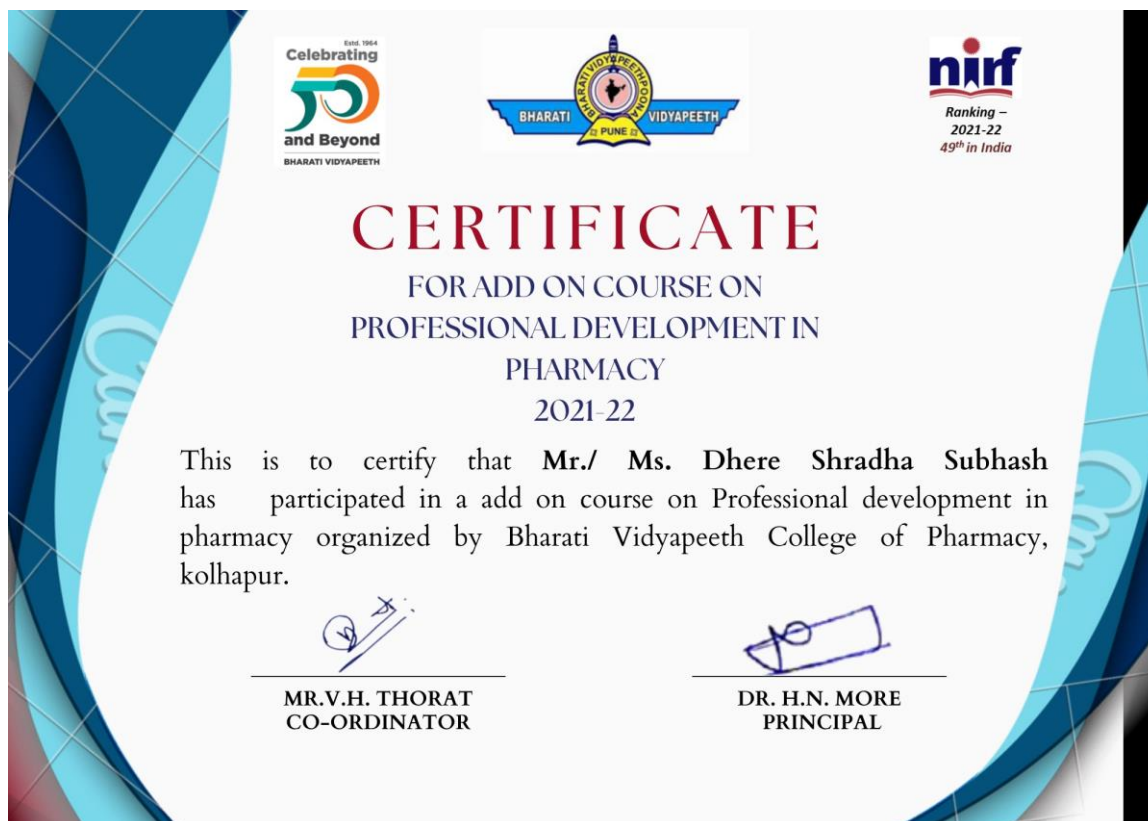 Estd. 1964
Celebrating
50
and Beyond
BHARATI VIDYAPEETH
BHARATI VIDYAPEETH POONA
BHARATI VIDYAPEETH
PUNE
nirf
Ranking –
2021-22
49th in India
CERTIFICATE
FOR ADD ON COURSE ON
PROFESSIONAL DEVELOPMENT IN
PHARMACY
2021-22
This is to certify that Mr./ Ms. Dhere Shradha Subhash
has participated in a add on course on Professional development in
pharmacy organized by Bharati Vidyapeeth College of Pharmacy,
kolhapur.
MR.V.H. THORAT
CO-ORDINATOR
DR. H.N. MORE
PRINCIPAL